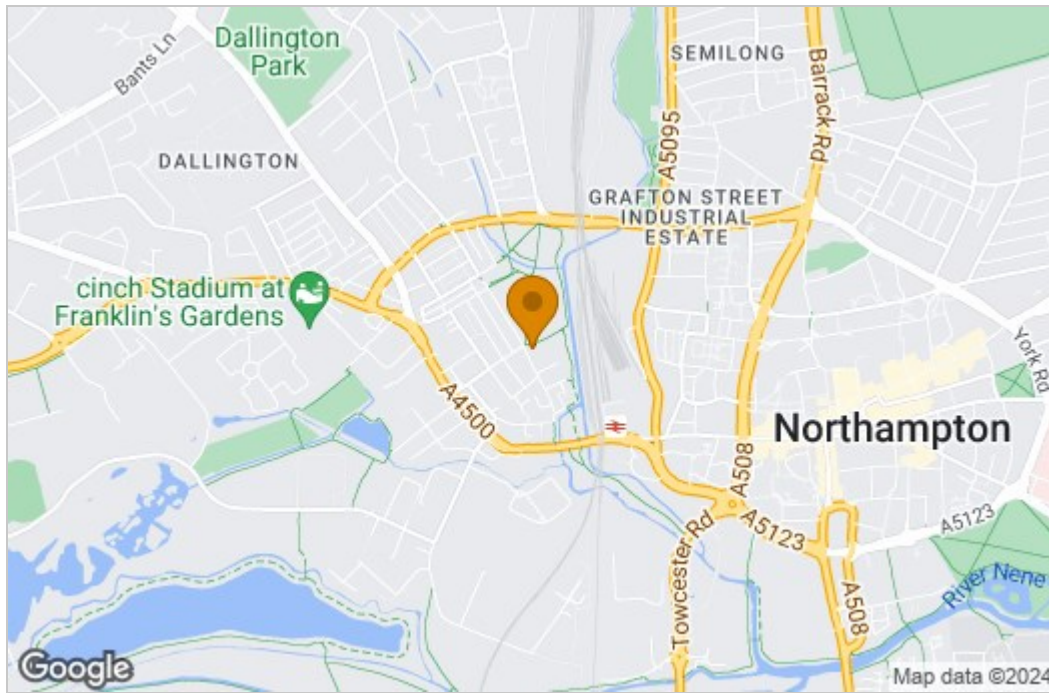 Dallington
Park
Bants Ln
SEMILONG
Barrack Rd
A5095
DALLINGTON
GRAFTON STREET
INDUSTRIAL
ESTATE
cinch Stadium at
Franklin's Gardens
York Rd
A4500
Northampton
A508
A5123
A5123
Towcester Rd
River Nene
A508
Google
Map data ©2024